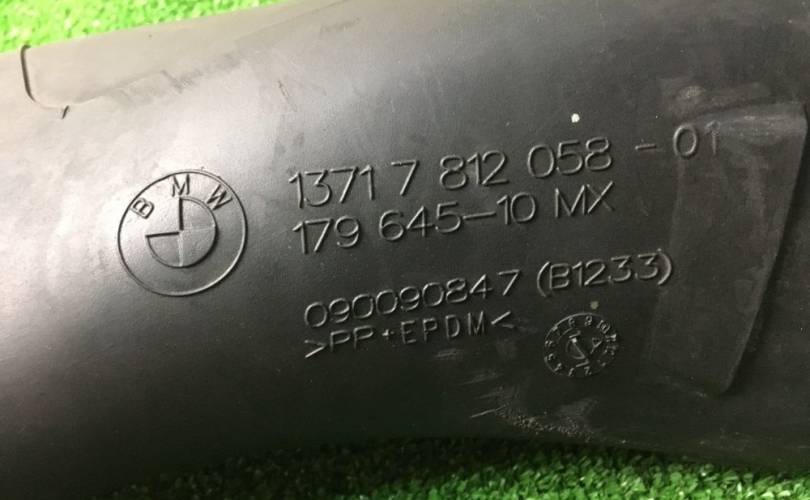 BMW
1371 7 812 058 - 01
179 645-10 MX
090090847 (B1233)
>PP+EPDM<